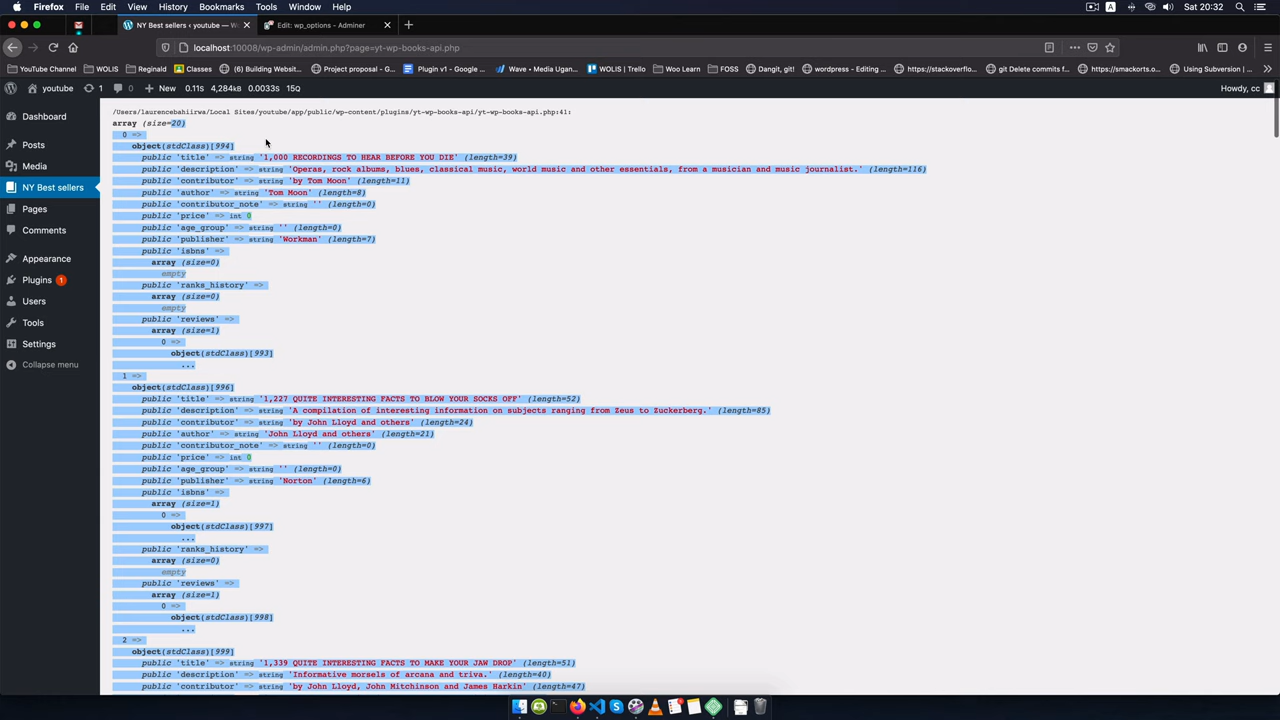 Firefox File Edit View History Bookmarks Tools Window Help
A Sat 20:32
NY Best sellers ‹ youtube — W
Edit: wp_options - Adminer
localhost:10008/wp-admin/admin.php?page=yt-wp-books-api.php
YouTube Channel WOLIS Reginald Classes (6) Building Website... Project proposal - G... Plugin v1 - Google... Wave • Media Ugan... WOLIS | Trello Woo Learn FOSS Dangit, git! wordpress - Editing... https://stackoverflo... git Delete commits f... https://smackorts.o... Using Subversion |...
youtube 1 0 New 0.11s 4,284kB 0.0033s 15Q Howdy, cc
Dashboard
Posts
Media
NY Best sellers
Pages
Comments
Appearance
Plugins 1
Users
Tools
Settings
Collapse menu
/Users/laurencebahiirwa/Local Sites/youtube/app/public/wp-content/plugins/yt-wp-books-api/yt-wp-books-api.php:41:
array (size=20)
0 =>
object(stdClass)[994]
public 'title' => string '1,000 RECORDINGS TO HEAR BEFORE YOU DIE' (length=39)
public 'description' => string 'Operas, rock albums, blues, classical music, world music and other essentials, from a musician and music journalist.' (length=116)
public 'contributor' => string 'by Tom Moon' (length=11)
public 'author' => string 'Tom Moon' (length=8)
public 'contributor_note' => string '' (length=0)
public 'price' => int 0
public 'age_group' => string '' (length=0)
public 'publisher' => string 'Workman' (length=7)
public 'isbns' =>
array (size=0)
empty
public 'ranks_history' =>
array (size=0)
empty
public 'reviews' =>
array (size=1)
0 =>
object(stdClass)[993]
...
1 =>
object(stdClass)[996]
public 'title' => string '1,227 QUITE INTERESTING FACTS TO BLOW YOUR SOCKS OFF' (length=52)
public 'description' => string 'A compilation of interesting information on subjects ranging from Zeus to Zuckerberg.' (length=85)
public 'contributor' => string 'by John Lloyd and others' (length=24)
public 'author' => string 'John Lloyd and others' (length=21)
public 'contributor_note' => string '' (length=0)
public 'price' => int 0
public 'age_group' => string '' (length=0)
public 'publisher' => string 'Norton' (length=6)
public 'isbns' =>
array (size=1)
0 =>
object(stdClass)[997]
...
public 'ranks_history' =>
array (size=0)
empty
public 'reviews' =>
array (size=1)
0 =>
object(stdClass)[998]
...
2 =>
object(stdClass)[999]
public 'title' => string '1,339 QUITE INTERESTING FACTS TO MAKE YOUR JAW DROP' (length=51)
public 'description' => string 'Informative morsels of arcana and triva.' (length=40)
public 'contributor' => string 'by John Lloyd, John Mitchinson and James Harkin' (length=47)